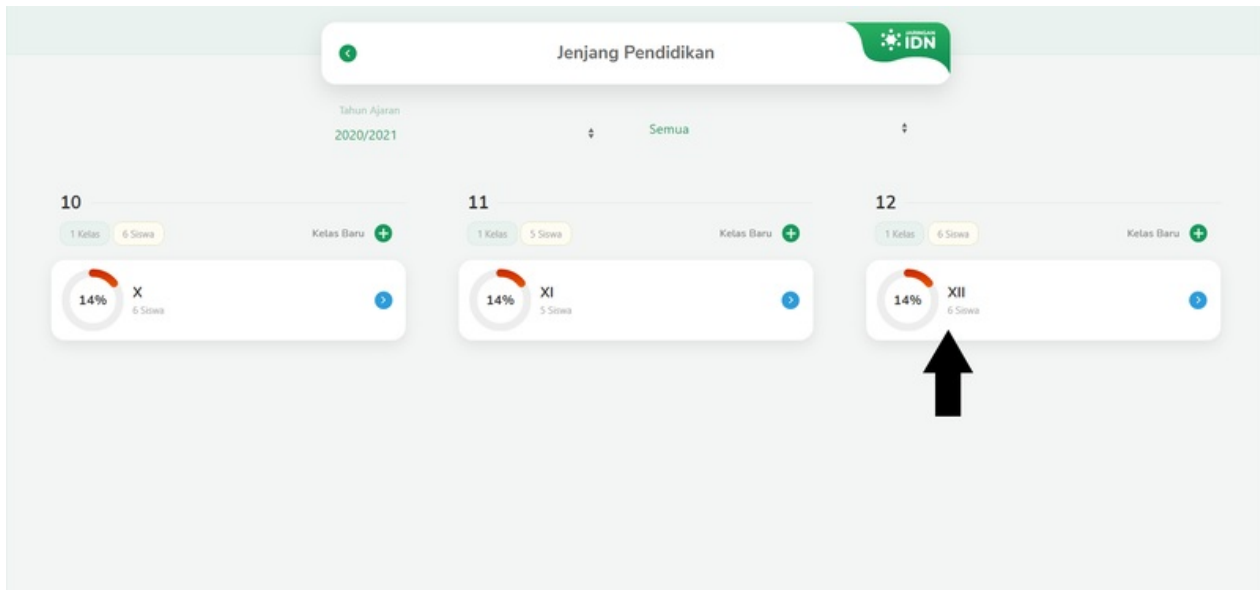 Jenjang Pendidikan
JARINGAN
IDN
Tahun Ajaran
2020/2021
Semua
10
1 Kelas 6 Siswa Kelas Baru
14% X
6 Siswa
11
1 Kelas 5 Siswa Kelas Baru
14% XI
5 Siswa
12
1 Kelas 6 Siswa Kelas Baru
14% XII
6 Siswa